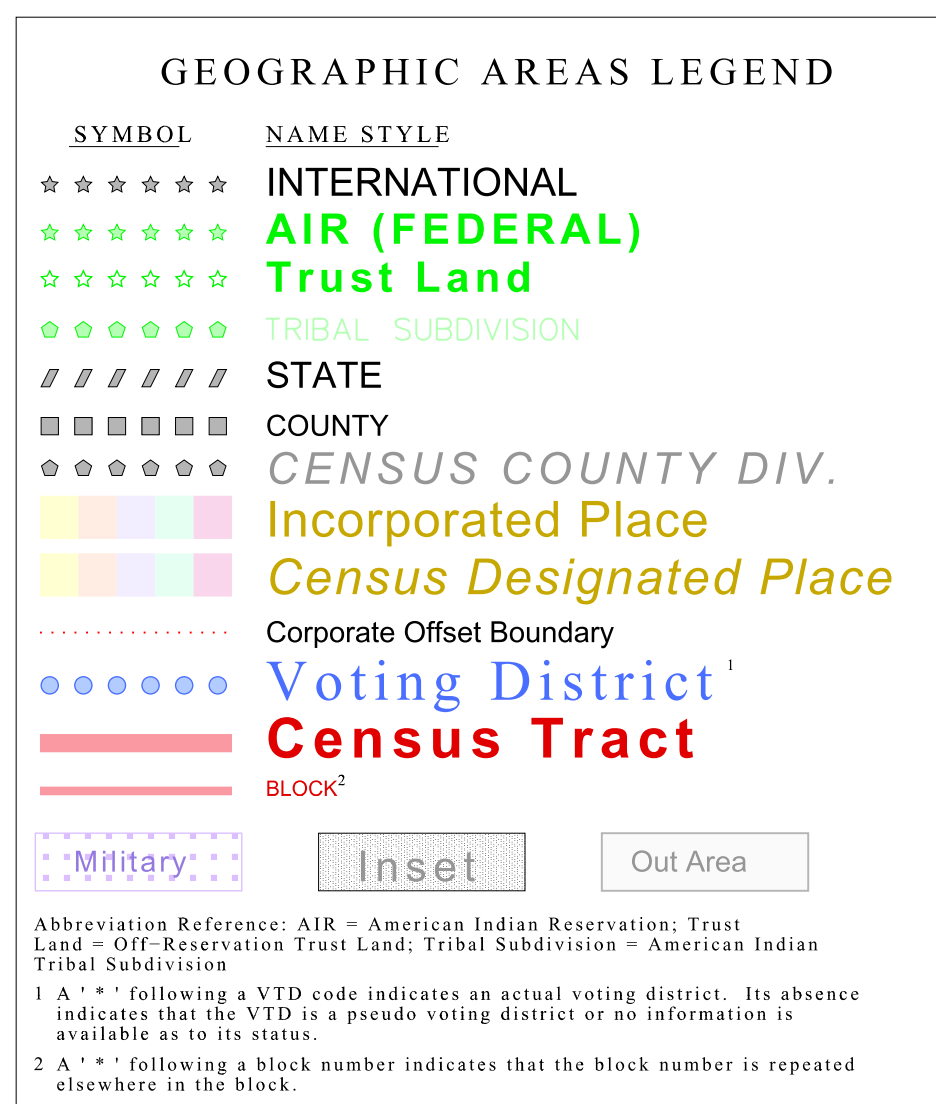 GEOGRAPHIC AREAS LEGEND
SYMBOL NAME STYLE
INTERNATIONAL
AIR (FEDERAL)
Trust Land
TRIBAL SUBDIVISION
STATE
COUNTY
CENSUS COUNTY DIV.
Incorporated Place
Census Designated Place
Corporate Offset Boundary
Voting District 1
Census Tract
BLOCK2
Military Inset Out Area
Abbreviation Reference: AIR = American Indian Reservation; Trust
Land = Off−Reservation Trust Land; Tribal Subdivision = American Indian
Tribal Subdivision
1 A ' * ' following a VTD code indicates an actual voting district. Its absence
indicates that the VTD is a pseudo voting district or no information is
available as to its status.
2 A ' * ' following a block number indicates that the block number is repeated
elsewhere in the block.